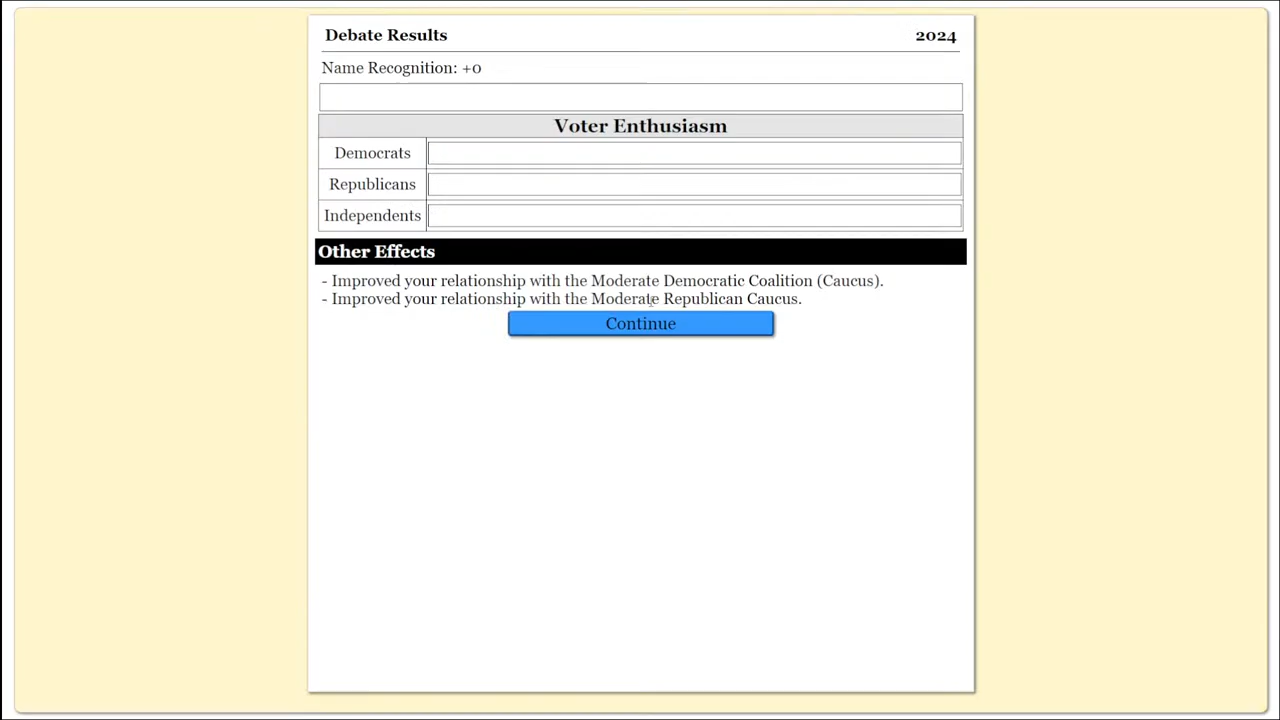 Debate Results 2024
Name Recognition: +0
Voter Enthusiasm
Democrats
Republicans
Independents
Other Effects
- Improved your relationship with the Moderate Democratic Coalition (Caucus).
- Improved your relationship with the Moderate Republican Caucus.
Continue